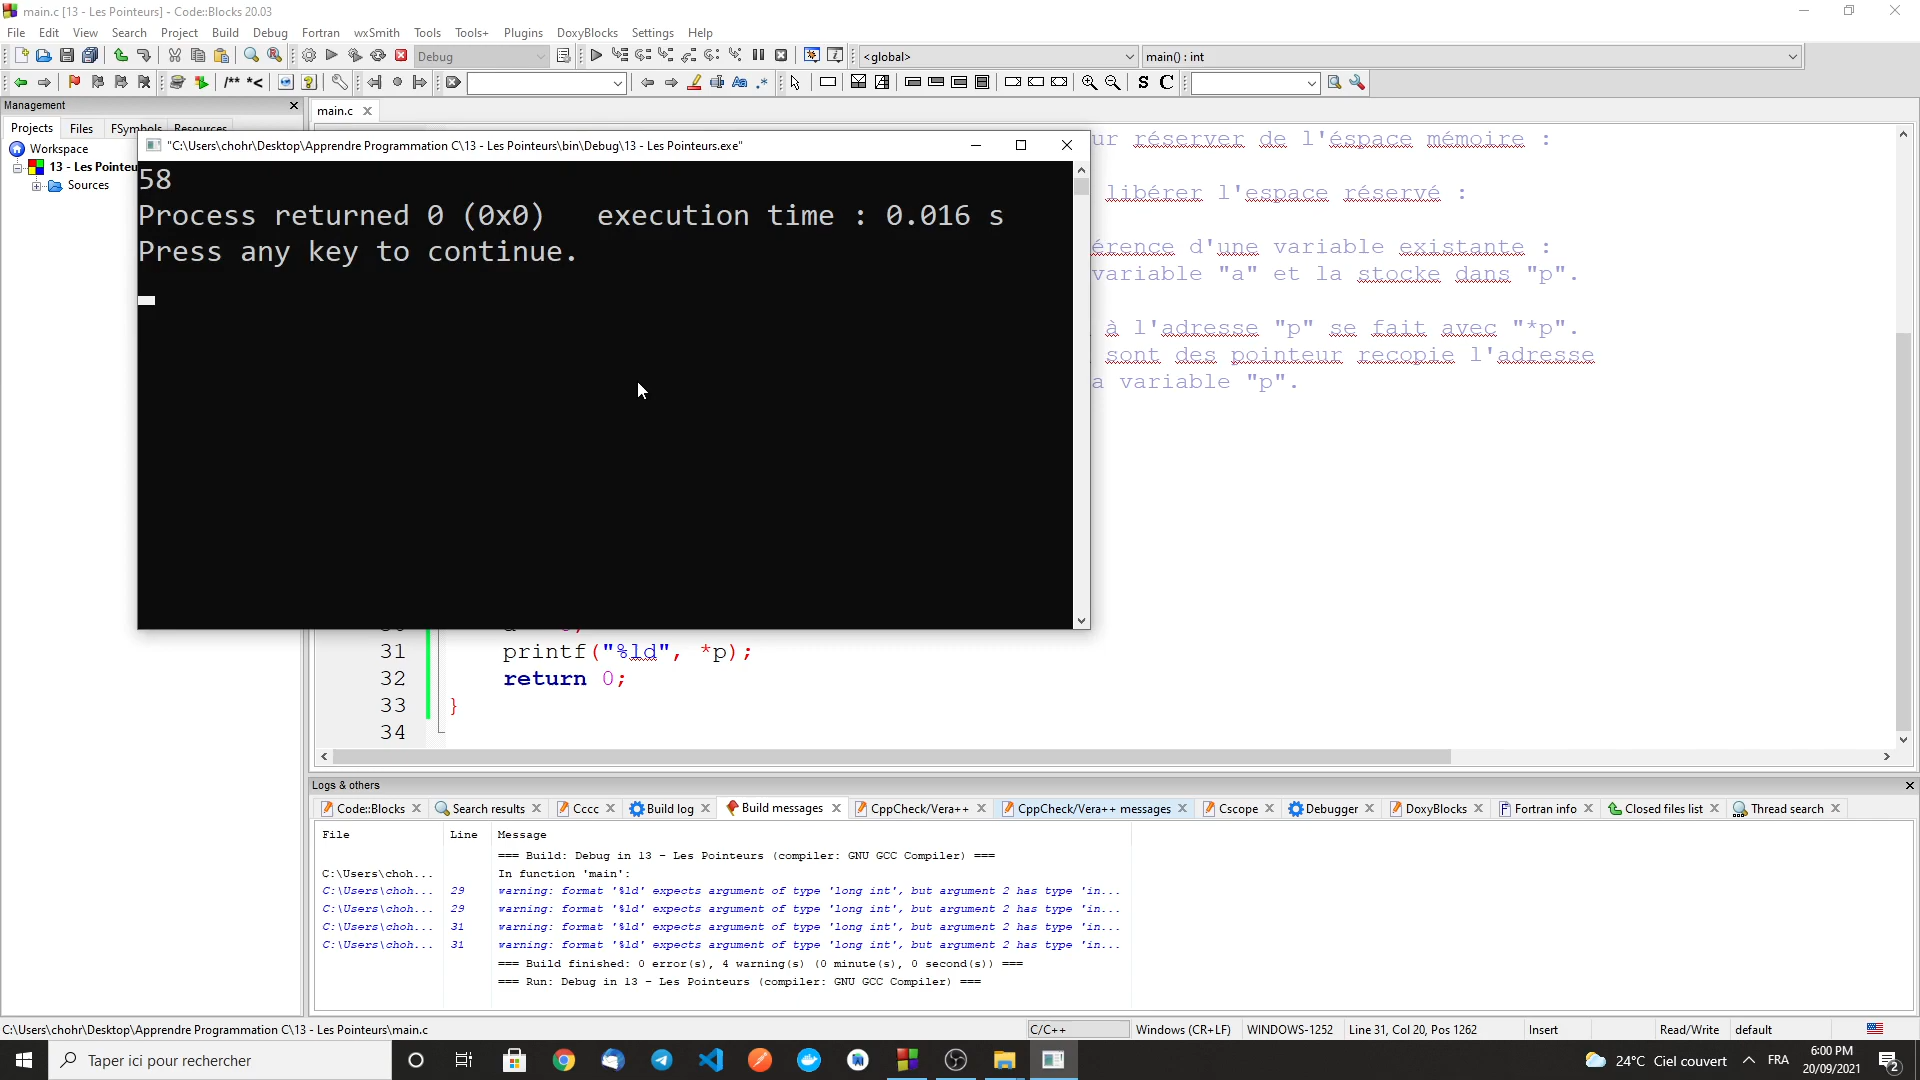 main.c [13 - Les Pointeurs] - Code::Blocks 20.03
File Edit View Search Project Build Debug Fortran wxSmith Tools Tools+ Plugins DoxyBlocks Settings Help
Debug
<global>
main() : int
/** *<
Aa .*
S C
Management
main.c
Projects Files FSymbols Resources
Workspace
13 - Les Pointeu
Sources
"C:\Users\chohr\Desktop\Apprendre Programmation C\13 - Les Pointeurs\bin\Debug\13 - Les Pointeurs.exe"
58
Process returned 0 (0x0)   execution time : 0.016 s
Press any key to continue.
ur réserver de l'éspace mémoire :
libérer l'espace réservé :
érence d'une variable existante :
variable "a" et la stocke dans "p".
à l'adresse "p" se fait avec "*p".
sont des pointeur recopie l'adresse
a variable "p".
31 printf("%ld", *p);
32 return 0;
33 }
34
Logs & others
Code::Blocks Search results Cccc Build log Build messages CppCheck/Vera++ CppCheck/Vera++ messages Cscope Debugger DoxyBlocks Fortran info Closed files list Thread search
File Line Message
=== Build: Debug in 13 - Les Pointeurs (compiler: GNU GCC Compiler) ===
C:\Users\choh... In function 'main':
C:\Users\choh... 29 warning: format '%ld' expects argument of type 'long int', but argument 2 has type 'in...
C:\Users\choh... 29 warning: format '%ld' expects argument of type 'long int', but argument 2 has type 'in...
C:\Users\choh... 31 warning: format '%ld' expects argument of type 'long int', but argument 2 has type 'in...
C:\Users\choh... 31 warning: format '%ld' expects argument of type 'long int', but argument 2 has type 'in...
=== Build finished: 0 error(s), 4 warning(s) (0 minute(s), 0 second(s)) ===
=== Run: Debug in 13 - Les Pointeurs (compiler: GNU GCC Compiler) ===
C:\Users\chohr\Desktop\Apprendre Programmation C\13 - Les Pointeurs\main.c C/C++ Windows (CR+LF) WINDOWS-1252 Line 31, Col 20, Pos 1262 Insert Read/Write default
Taper ici pour rechercher
24°C Ciel couvert
FRA
6:00 PM
20/09/2021
2